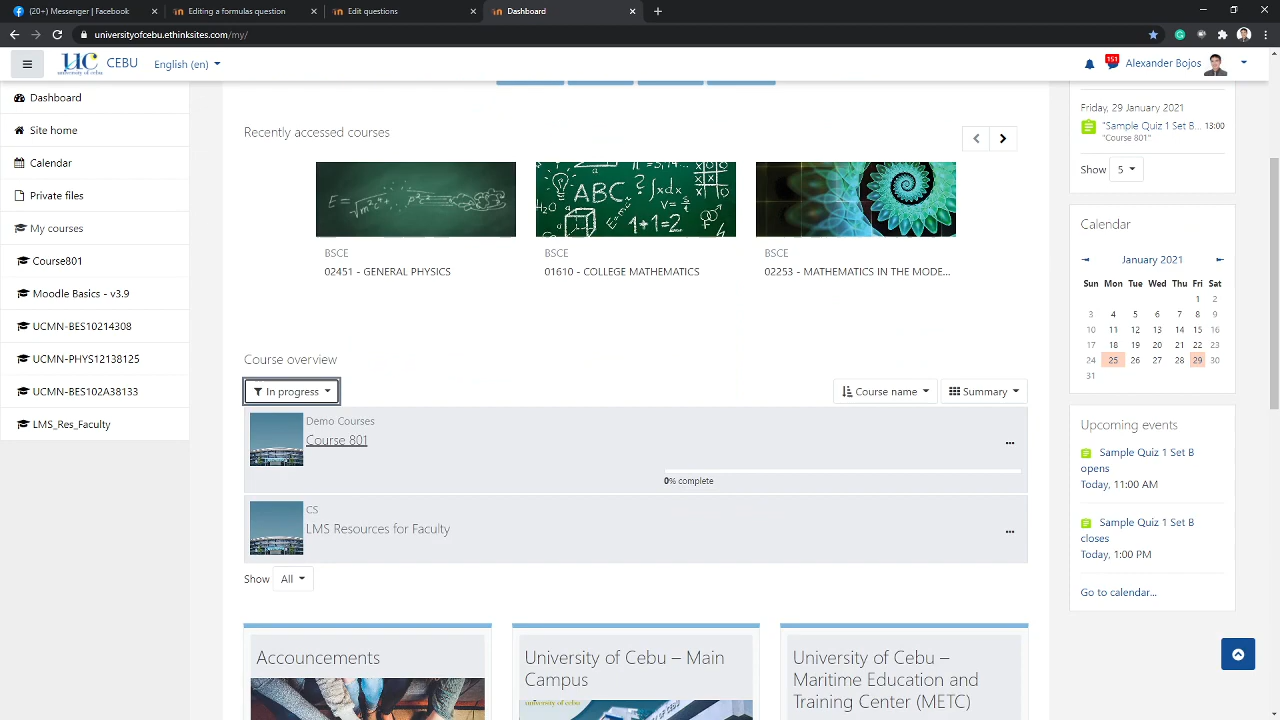 (20+) Messenger | Facebook
Editing a formulas question
Edit questions
Dashboard
universityofcebu.ethinksites.com/my/
uc
university of cebu
CEBU
English (en)
151
Alexander Bojos
Dashboard
Site home
Calendar
Private files
My courses
Course801
Moodle Basics - v3.9
UCMN-BES10214308
UCMN-PHYS12138125
UCMN-BES102A38133
LMS_Res_Faculty
Recently accessed courses
ABC
1+1=2
BSCE
02451 - GENERAL PHYSICS
BSCE
01610 - COLLEGE MATHEMATICS
BSCE
02253 - MATHEMATICS IN THE MODE...
Course overview
In progress
Course name
Summary
Demo Courses
Course 801
0% complete
CS
LMS Resources for Faculty
Show All
Accouncements
University of Cebu – Main
Campus
university of cebu
University of Cebu –
Maritime Education and
Training Center (METC)
Friday, 29 January 2021
"Sample Quiz 1 Set B... 13:00
"Course 801"
Show 5
Calendar
January 2021
Sun Mon Tue Wed Thu Fri Sat
1 2
3 4 5 6 7 8 9
10 11 12 13 14 15 16
17 18 19 20 21 22 23
24 25 26 27 28 29 30
31
Upcoming events
Sample Quiz 1 Set B
opens
Today, 11:00 AM
Sample Quiz 1 Set B
closes
Today, 1:00 PM
Go to calendar...